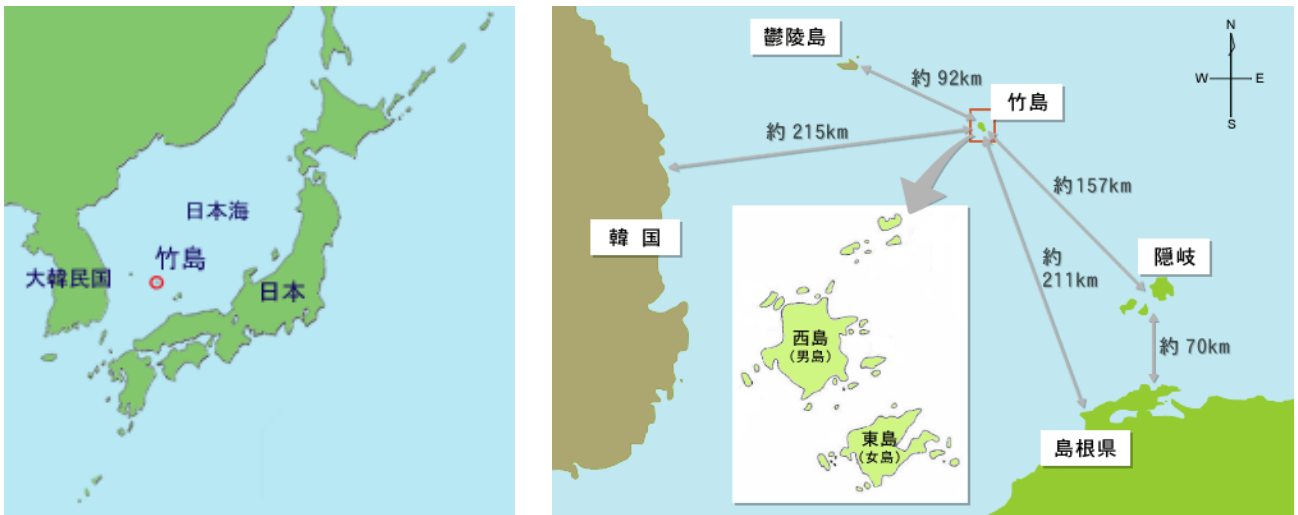 日本海
竹島
大韓民国
日本
鬱陵島
約 92km
竹島
約 215km
約157km
韓 国
隠岐
約
211km
約 70km
西島
(男島)
東島
(女島)
島根県
N
W
E
S